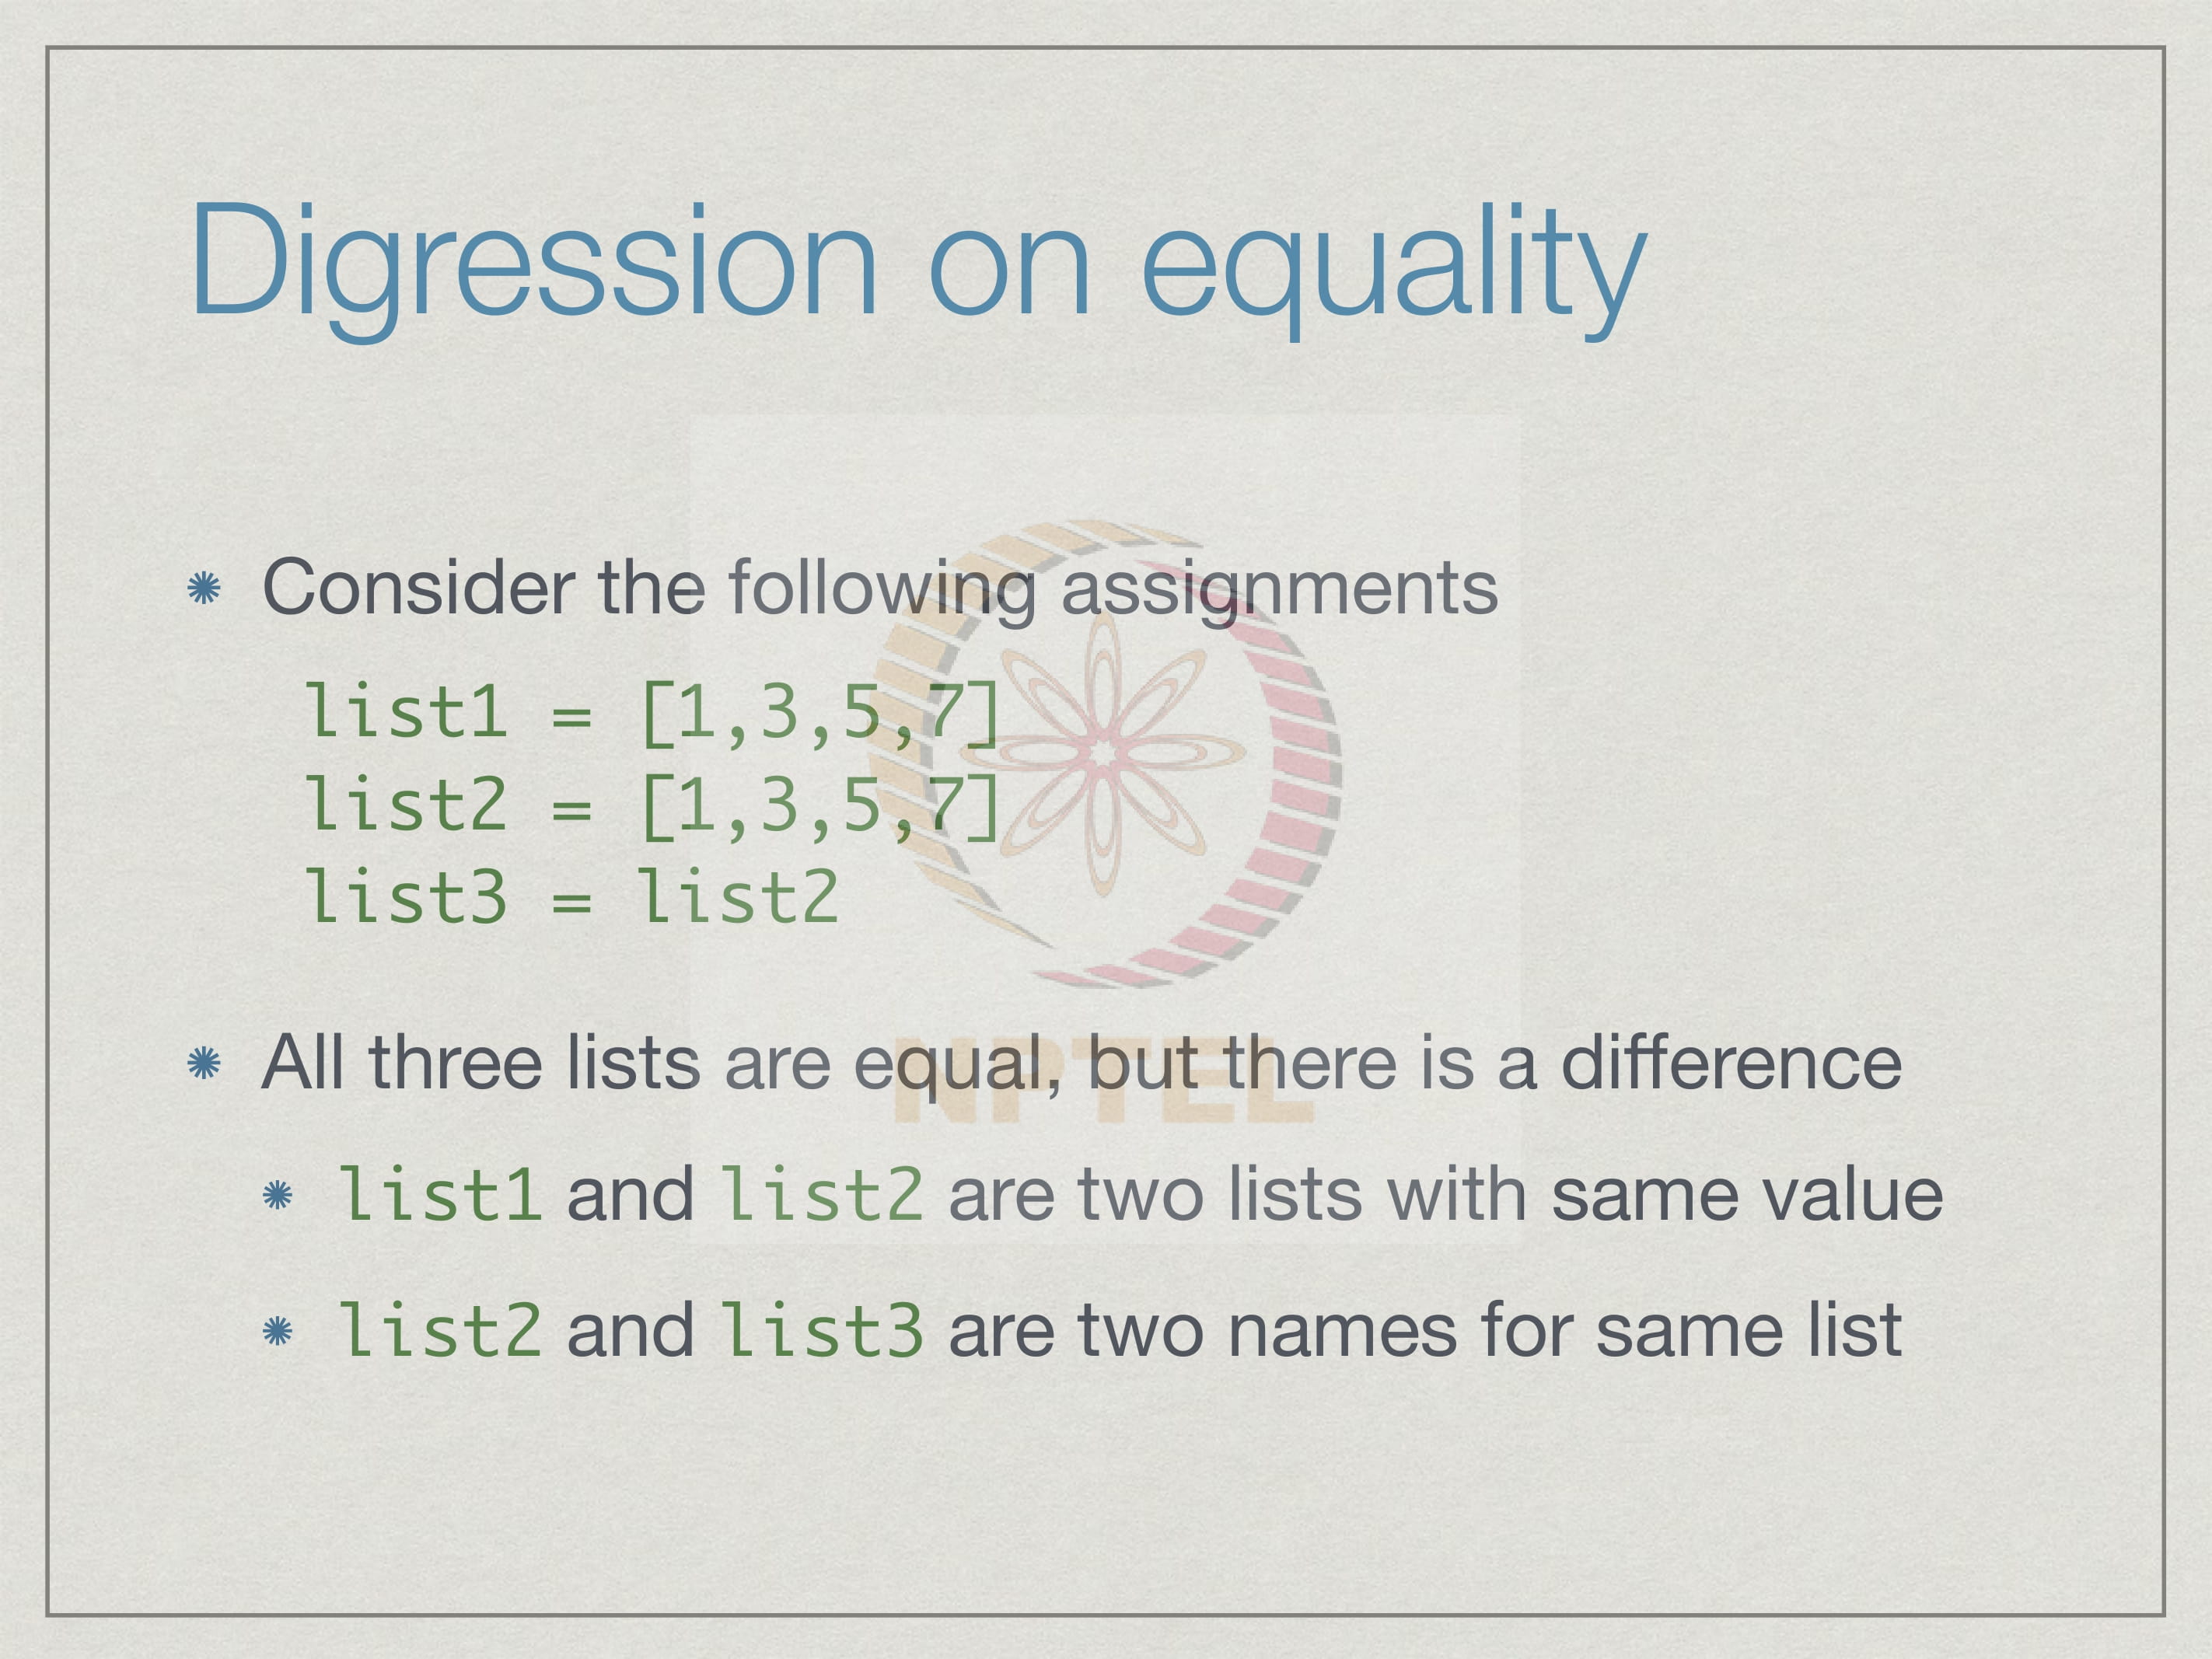 Digression on equality
Consider the following assignments
list1 = [1,3,5,7]
list2 = [1,3,5,7]
list3 = list2
All three lists are equal, but there is a difference
NPTEL
list1 and list2 are two lists with same value
list2 and list3 are two names for same list